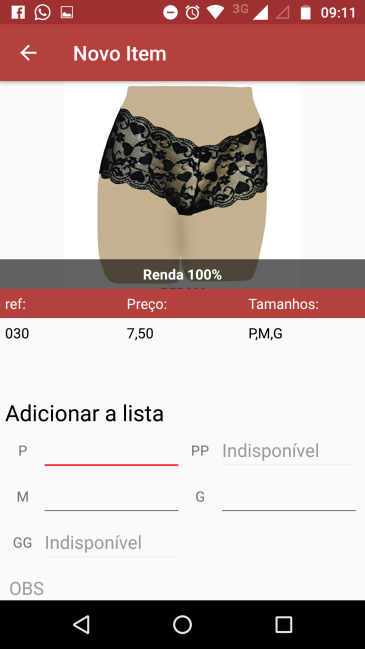 3G 09:11
Novo Item
Renda 100%
ref: Preço: Tamanhos:
030 7,50 P,M,G
Adicionar a lista
P PP Indisponível
M G
GG Indisponível
OBS